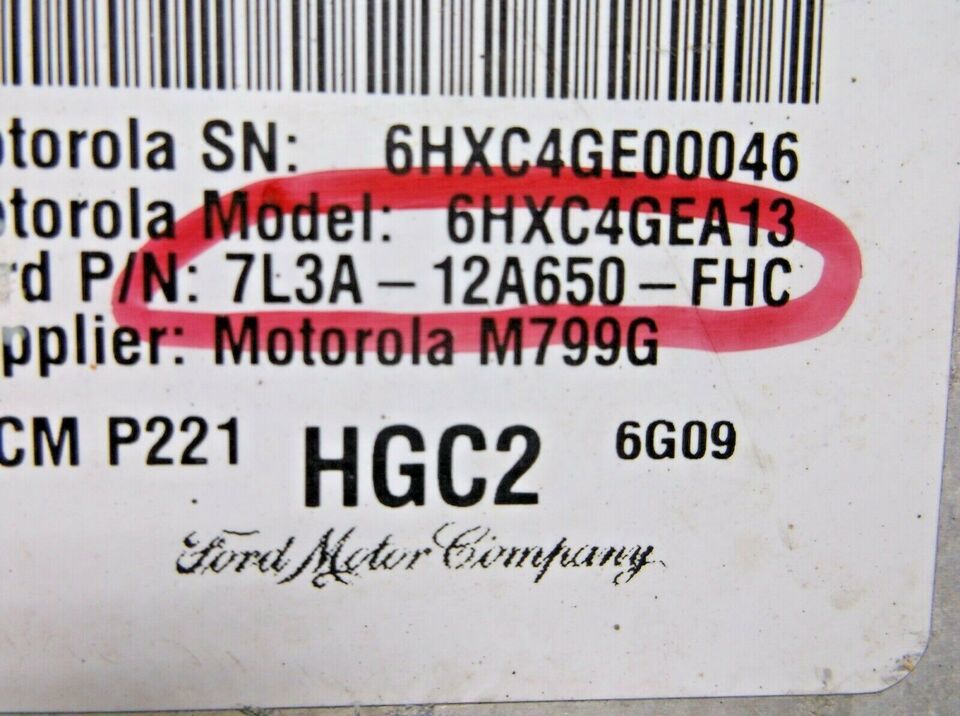 otorola SN: 6HXC4GE00046
otorola Model: 6HXC4GEA13
rd P/N: 7L3A - 12A650 - FHC
pplier: Motorola M799G
CM P221 HGC2 6G09
Ford Motor Company